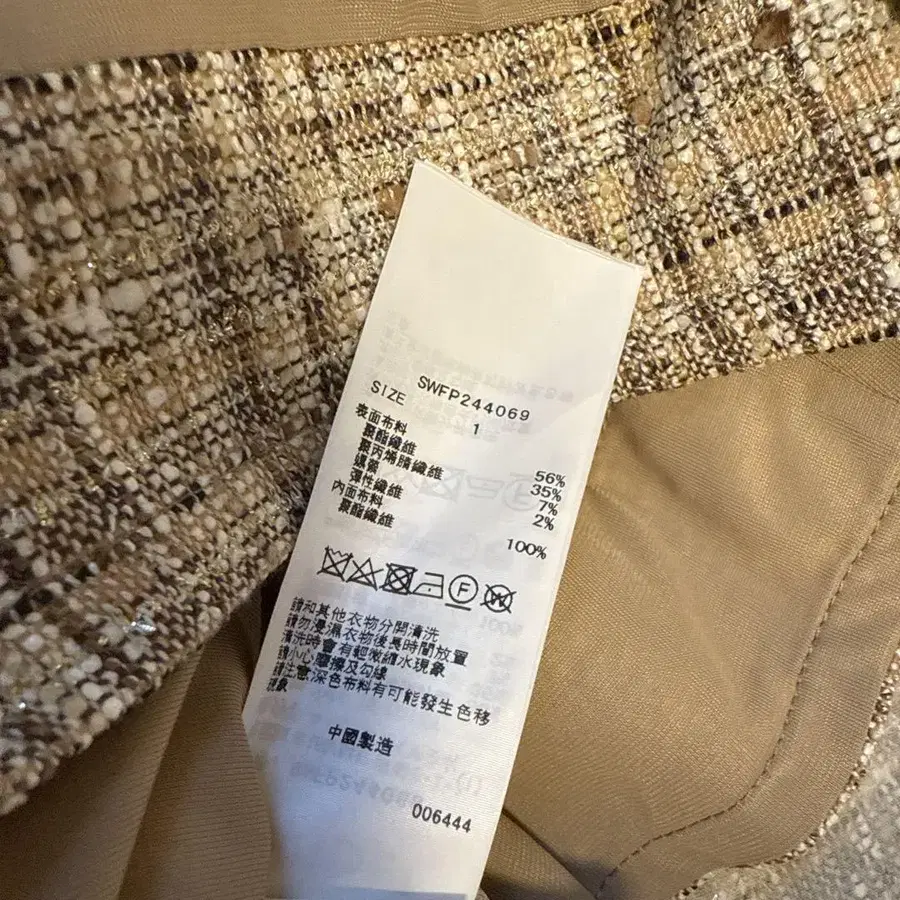 SWFP244069
SIZE 1
表面布料
聚酯纖維 56%
聚丙烯腈纖維 35%
螺縈 7%
彈性纖維 2%
內面布料
聚酯纖維 100%
F
W
請和其他衣物分開清洗
請勿浸濕衣物後長時間放置
清洗時會有輕微縮水現象
請小心磨擦及勾線
請注意深色布料有可能發生色移
現象
中國製造
006444